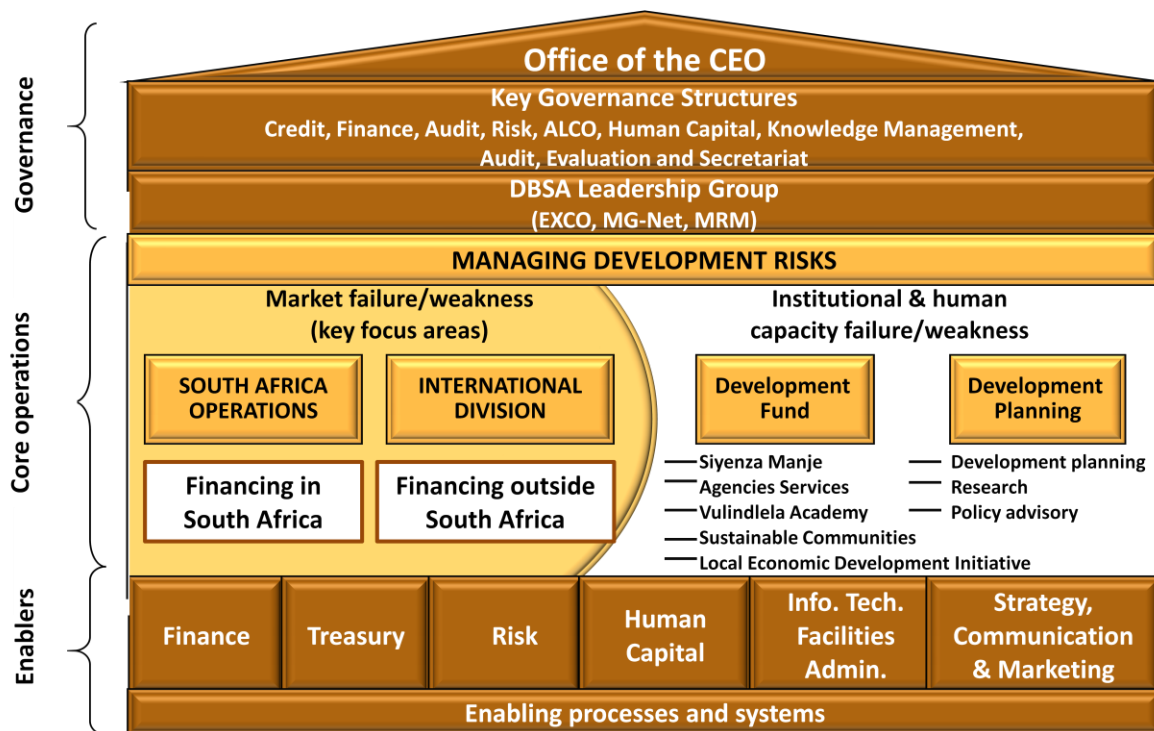 Governance
Office of the CEO
Key Governance Structures
Credit, Finance, Audit, Risk, ALCO, Human Capital, Knowledge Management,
Audit, Evaluation and Secretariat
DBSA Leadership Group
(EXCO, MG-Net, MRM)
Core operations
MANAGING DEVELOPMENT RISKS
Market failure/weakness
(key focus areas)
SOUTH AFRICA
OPERATIONS
INTERNATIONAL
DIVISION
Financing in
South Africa
Financing outside
South Africa
Institutional & human
capacity failure/weakness
Development
Fund
Siyenza Manje
Agencies Services
Vulindlela Academy
Sustainable Communities
Local Economic Development Initiative
Development
Planning
Development planning
Research
Policy advisory
Enablers
Finance
Treasury
Risk
Human
Capital
Info. Tech.
Facilities
Admin.
Strategy,
Communication
& Marketing
Enabling processes and systems